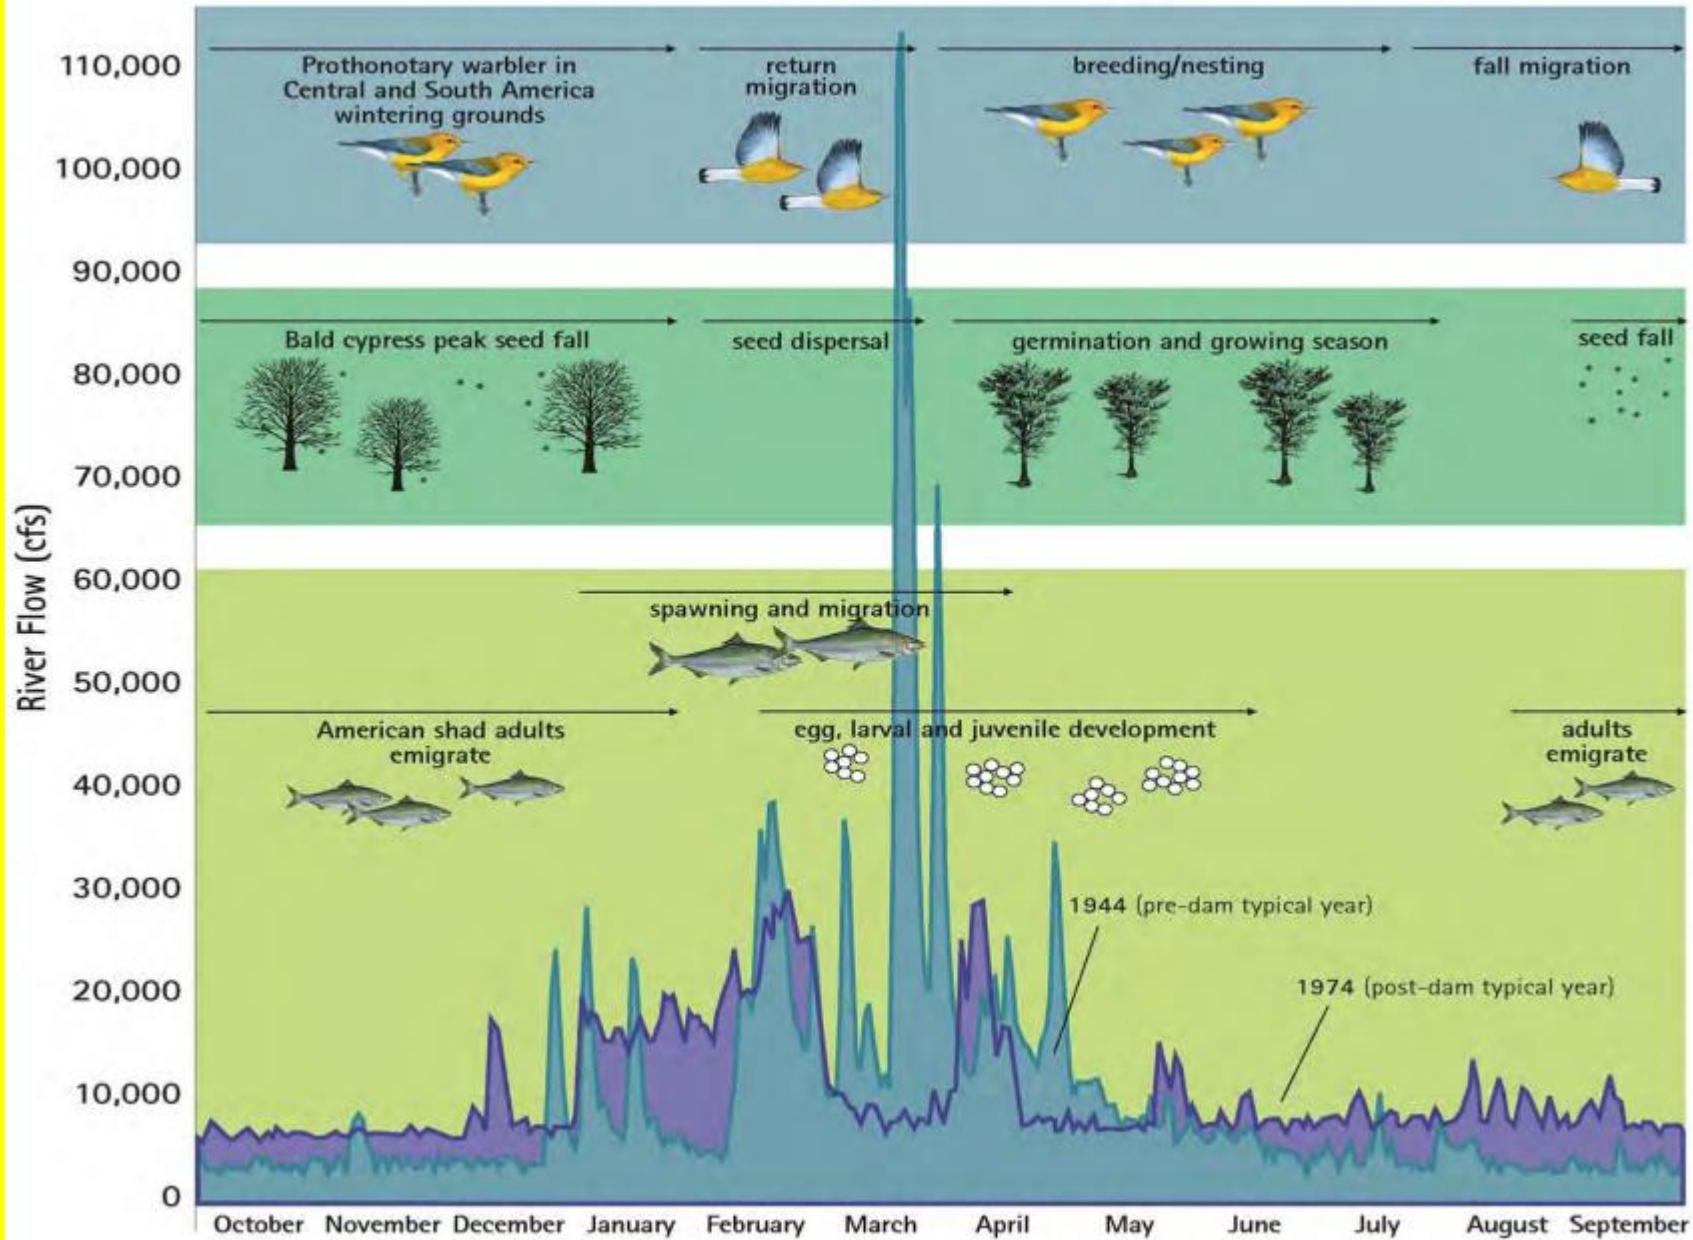 110,000
100,000
90,000
80,000
70,000
60,000
50,000
40,000
30,000
20,000
10,000
0
River Flow (cfs)
Prothonotary warbler in
Central and South America
wintering grounds
return
migration
breeding/nesting
fall migration
Bald cypress peak seed fall
seed dispersal
germination and growing season
seed fall
spawning and migration
American shad adults
emigrate
egg, larval and juvenile development
adults
emigrate
1944 (pre-dam typical year)
1974 (post-dam typical year)
October November December January February March April May June July August September